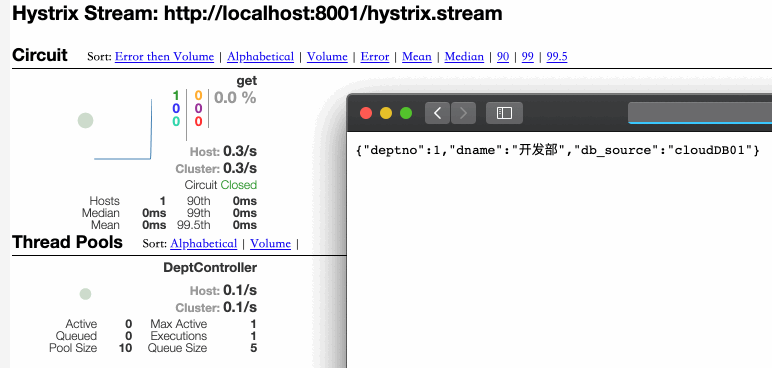 Hystrix Stream: http://localhost:8001/hystrix.stream
Circuit Sort: Error then Volume | Alphabetical | Volume | Error | Mean | Median | 90 | 99 | 99.5
get
1 0 0.0 %
0 0
0 0
Host: 0.3/s
Cluster: 0.3/s
Circuit Closed
Hosts 1 90th 0ms
Median 0ms 99th 0ms
Mean 0ms 99.5th 0ms
Thread Pools Sort: Alphabetical | Volume |
DeptController
Host: 0.1/s
Cluster: 0.1/s
Active 0 Max Active 1
Queued 0 Executions 1
Pool Size 10 Queue Size 5
{"deptno":1,"dname":"开发部","db_source":"cloudDB01"}